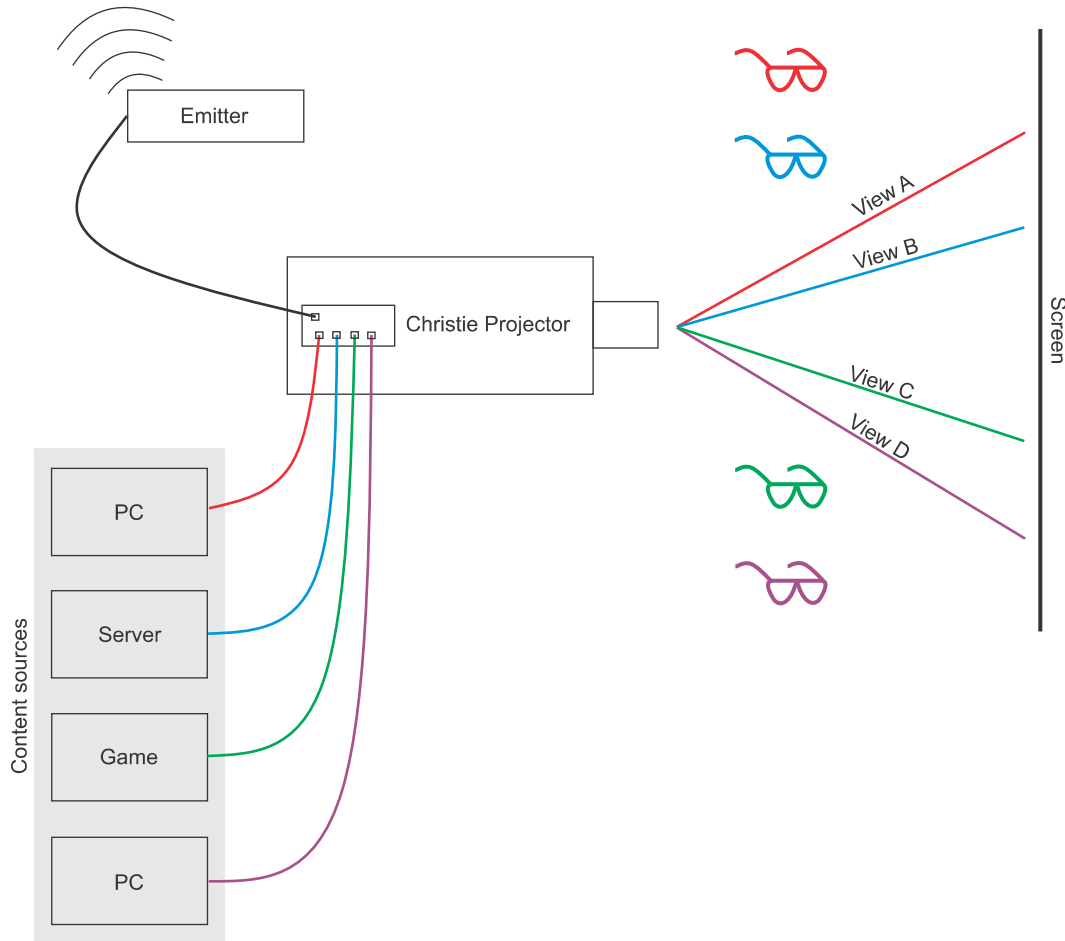 Emitter
Christie Projector
View A
View B
View C
View D
Screen
Content sources
PC
Server
Game
PC